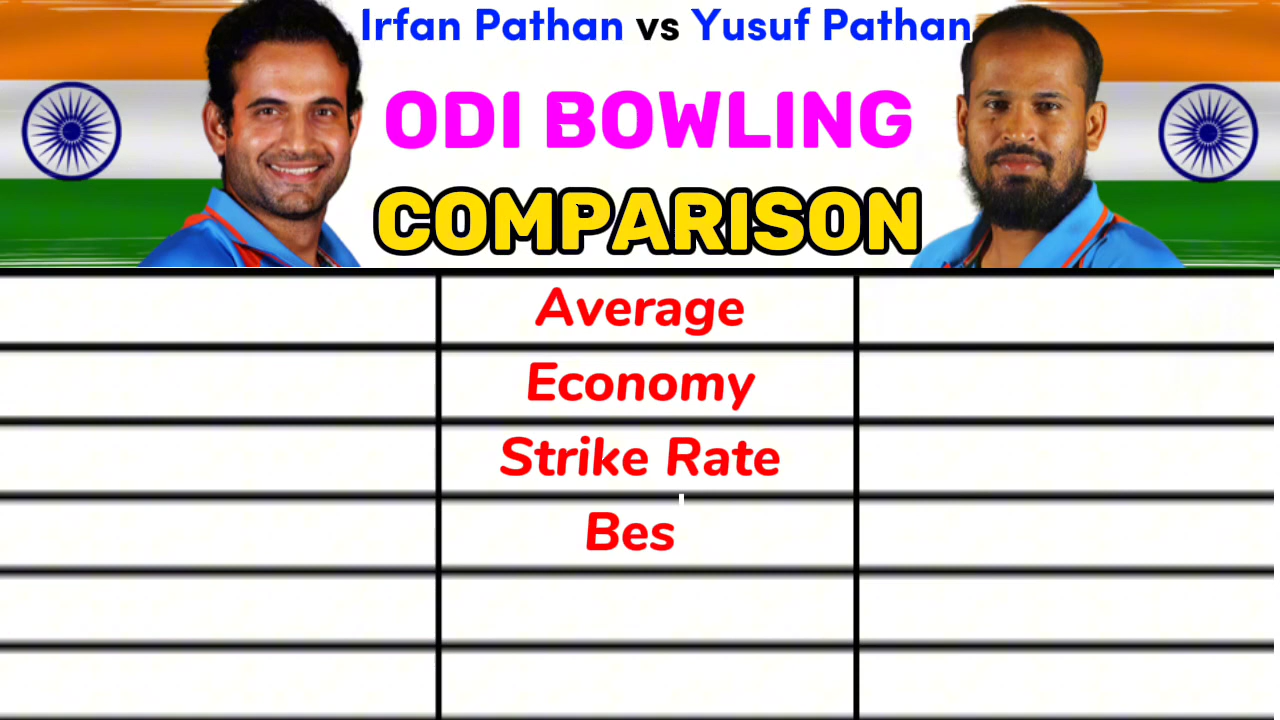 Irfan Pathan vs Yusuf Pathan
ODI BOWLING
COMPARISON
Average
Economy
Strike Rate
Bes